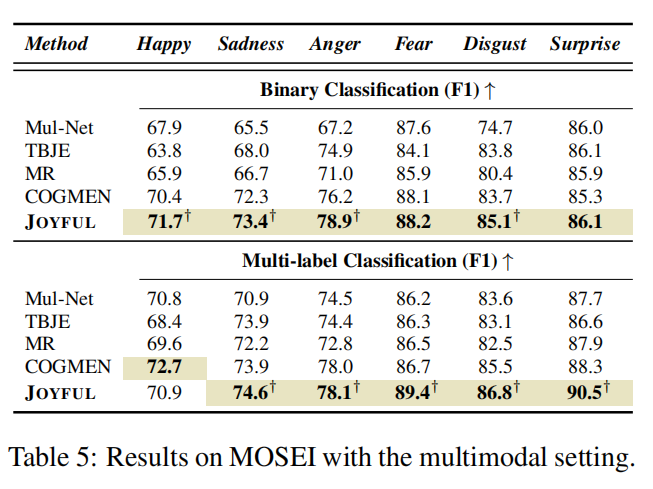 Method Happy Sadness Anger Fear Disgust Surprise
Binary Classification (F1) ↑
Mul-Net 67.9 65.5 67.2 87.6 74.7 86.0
TBJE 63.8 68.0 74.9 84.1 83.8 86.1
MR 65.9 66.7 71.0 85.9 80.4 85.9
COGMEN 70.4 72.3 76.2 88.1 83.7 85.3
JOYFUL 71.7† 73.4† 78.9† 88.2 85.1† 86.1
Multi-label Classification (F1) ↑
Mul-Net 70.8 70.9 74.5 86.2 83.6 87.7
TBJE 68.4 73.9 74.4 86.3 83.1 86.6
MR 69.6 72.2 72.8 86.5 82.5 87.9
COGMEN 72.7 73.9 78.0 86.7 85.5 88.3
JOYFUL 70.9 74.6† 78.1† 89.4† 86.8† 90.5†
Table 5: Results on MOSEI with the multimodal setting.